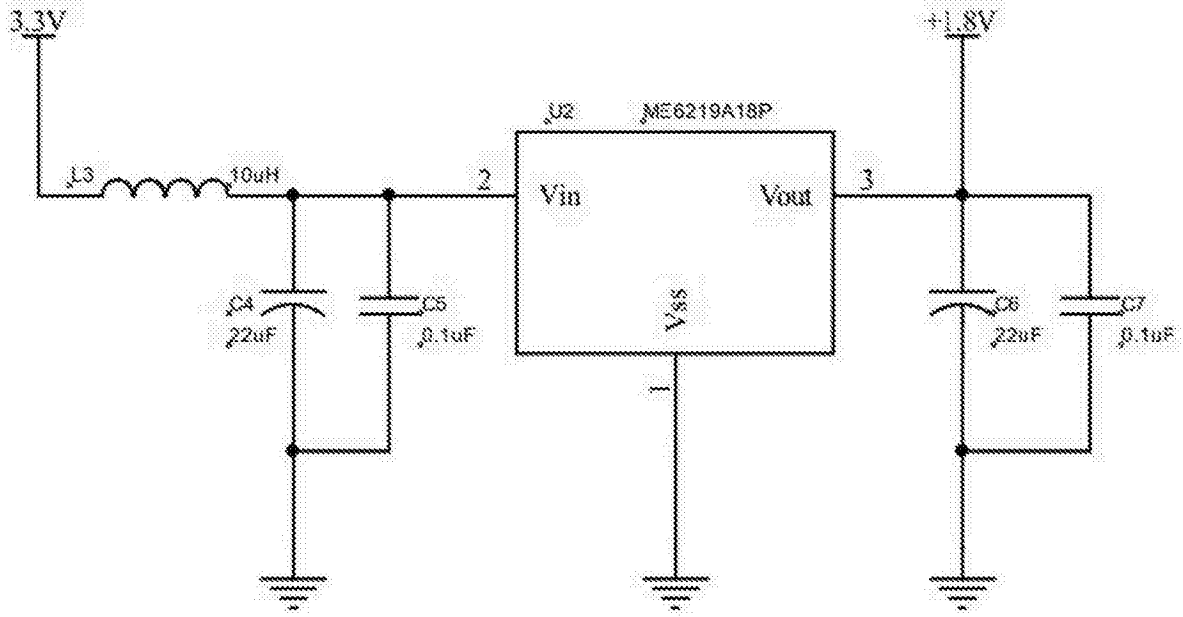 3.3V
+1.8V
U2
ME6219A18P
L3
10uH
2
Vin
Vout
3
Vss
1
C4
22uF
C5
0.1uF
C6
22uF
C7
0.1uF